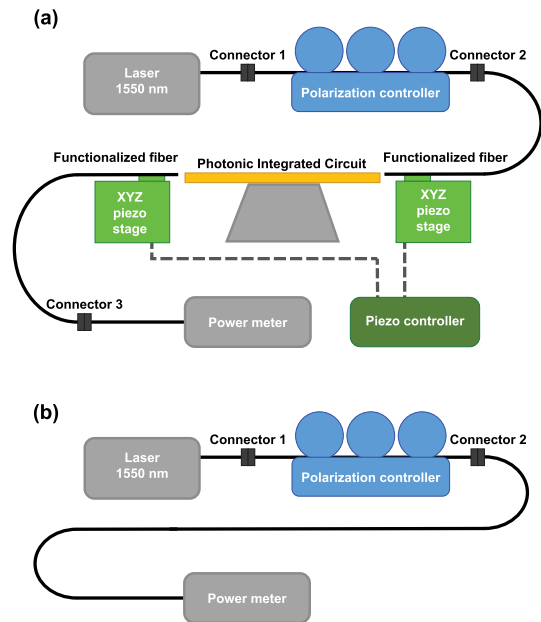 (a)
Connector 1
Connector 2
Laser
1550 nm
Polarization controller
Functionalized fiber
Photonic Integrated Circuit
Functionalized fiber
XYZ
piezo
stage
XYZ
piezo
stage
Connector 3
Power meter
Piezo controller
(b)
Connector 1
Connector 2
Laser
1550 nm
Polarization controller
Power meter